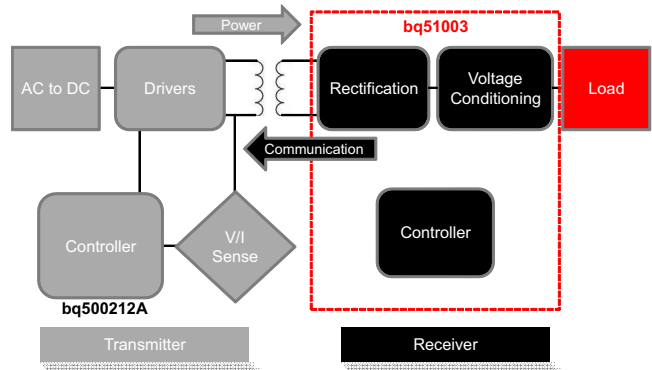 Power
bq51003
AC to DC
Drivers
Rectification
Voltage
Conditioning
Load
Communication
Controller
V/I
Sense
Controller
bq500212A
Transmitter
Receiver